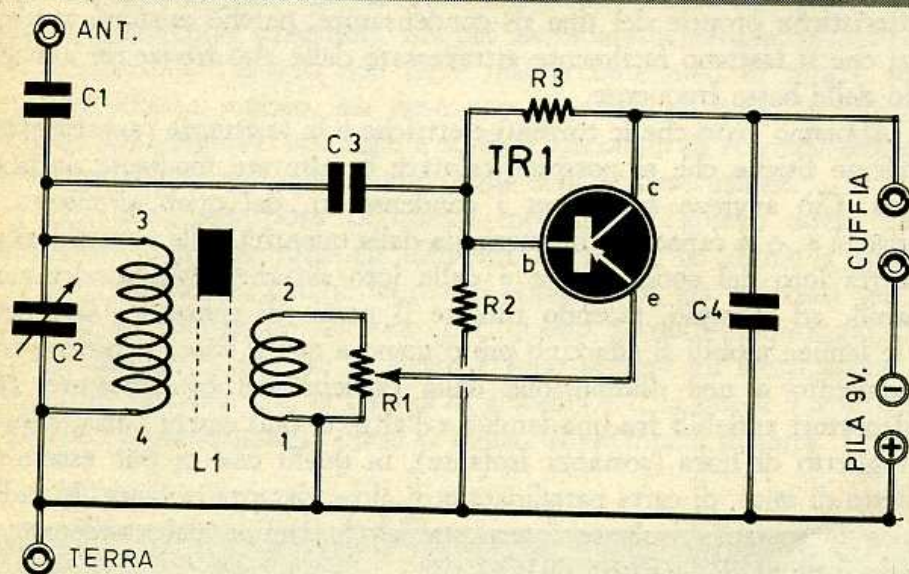 ANT.
C1
C3
R3
TR1
3
C2
4
L1
2
1
R1
R2
b
c
e
C4
CUFFIA
PILA 9V.
TERRA